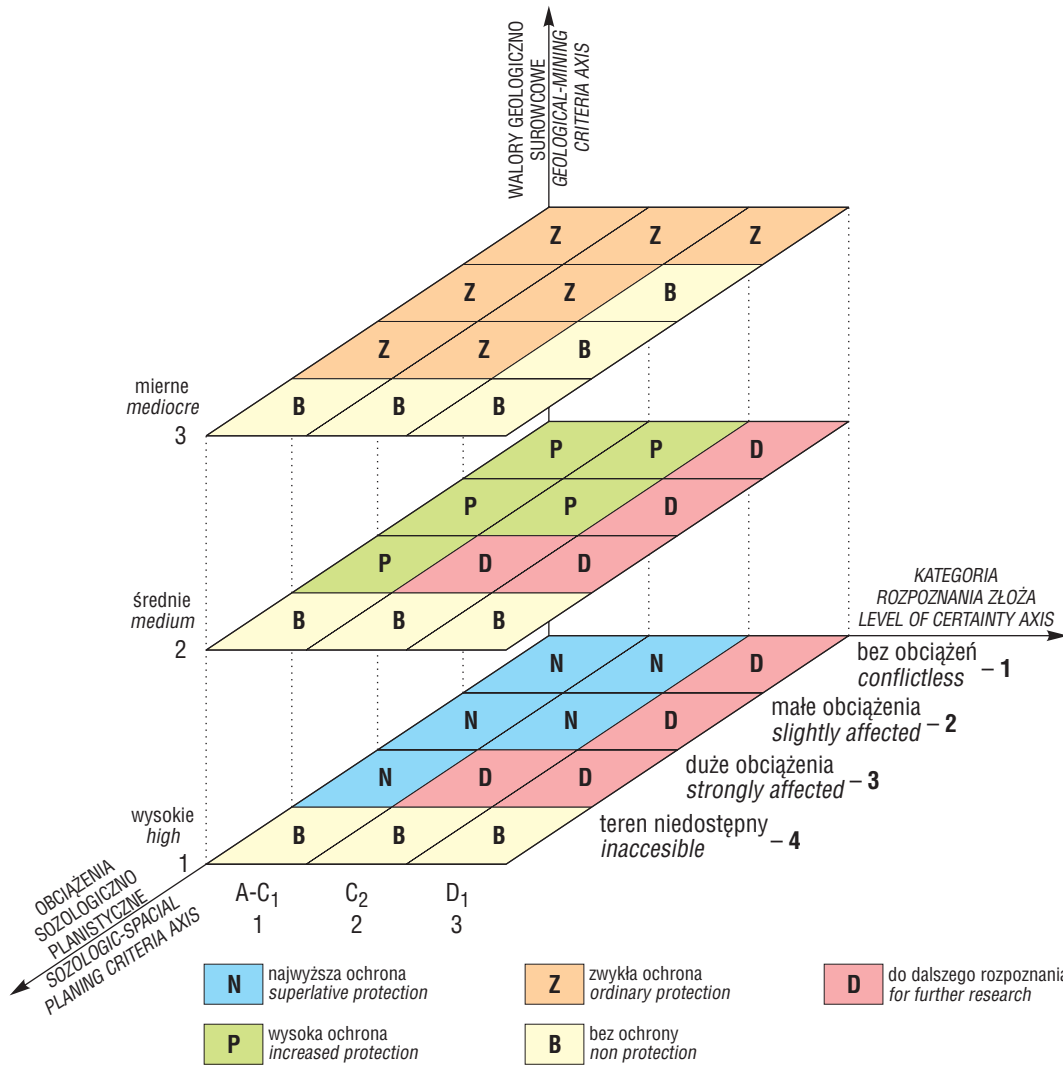 WALORY GEOLOGICZNO
SUROWCOWE
GEOLOGICAL-MINING
CRITERIA AXIS
Z Z Z
Z Z B
Z Z B
B B B
mierne
mediocre
3
P P D
P P D
P D D
B B B
średnie
medium
2
KATEGORIA
ROZPOZNANIA ZŁOŻA
LEVEL OF CERTAINTY AXIS
N N D
N N D
N D D
B B B
bez obciążeń
conflictless – 1
małe obciążenia
slightly affected – 2
duże obciążenia
strongly affected – 3
teren niedostępny
inaccesible – 4
wysokie
high
1
OBCIĄŻENIA
SOZOLOGICZNO
PLANISTYCZNE
SOZOLOGIC-SPACIAL
PLANING CRITERIA AXIS
A-C1 C2 D1
1 2 3
N najwyższa ochrona
superlative protection
Z zwykła ochrona
ordinary protection
D do dalszego rozpoznania
for further research
P wysoka ochrona
increased protection
B bez ochrony
non protection